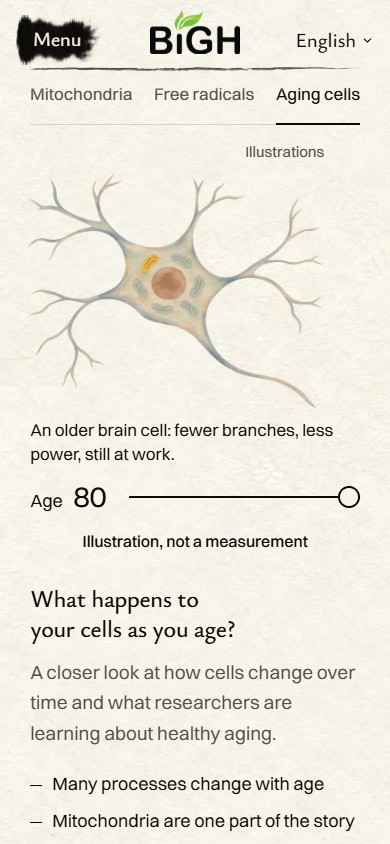 Menu
BiGH
English
Mitochondria
Free radicals
Aging cells
Illustrations
An older brain cell: fewer branches, less
power, still at work.
Age 80
Illustration, not a measurement
What happens to
your cells as you age?
A closer look at how cells change over
time and what researchers are
learning about healthy aging.
— Many processes change with age
— Mitochondria are one part of the story